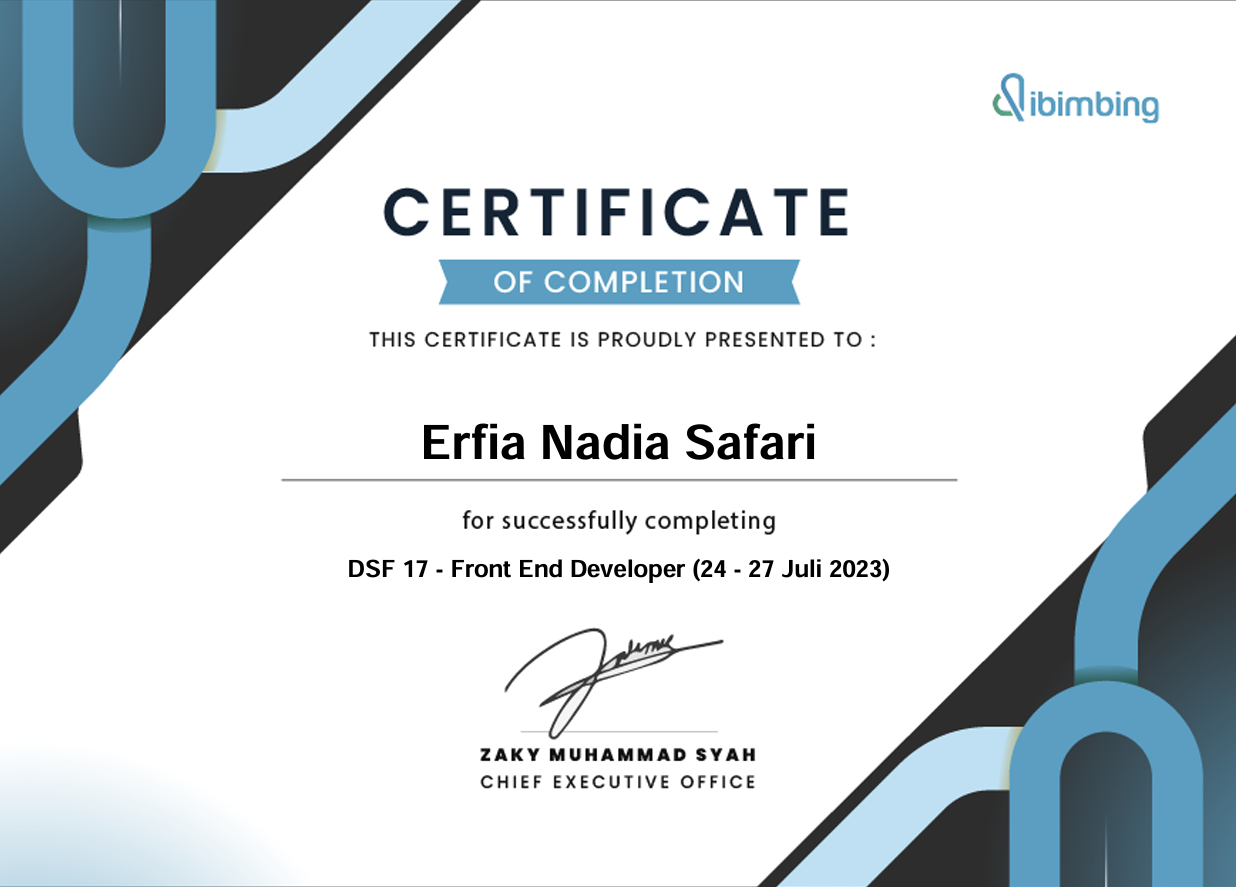 ibimbing
CERTIFICATE
OF COMPLETION
THIS CERTIFICATE IS PROUDLY PRESENTED TO :
Erfia Nadia Safari
for successfully completing
DSF 17 - Front End Developer (24 - 27 Juli 2023)
ZAKY MUHAMMAD SYAH
CHIEF EXECUTIVE OFFICE